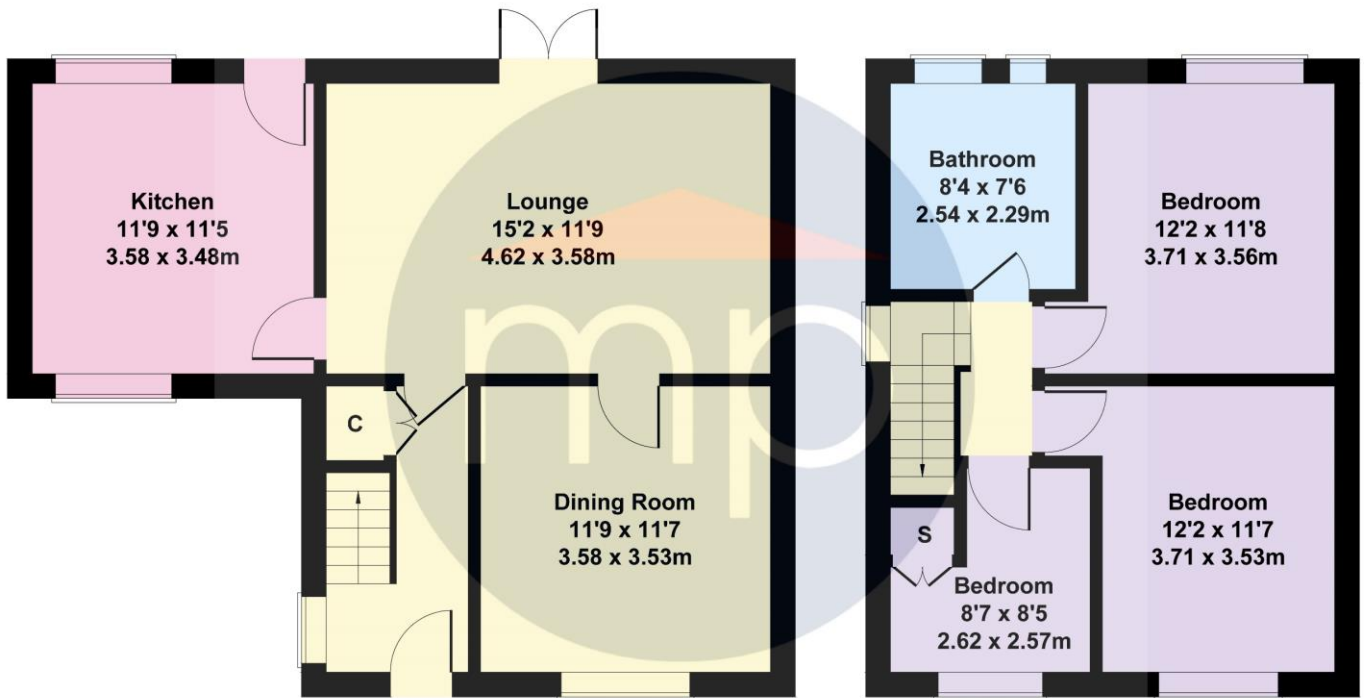 Kitchen
11'9 x 11'5
3.58 x 3.48m
Lounge
15'2 x 11'9
4.62 x 3.58m
C
Dining Room
11'9 x 11'7
3.58 x 3.53m
Bathroom
8'4 x 7'6
2.54 x 2.29m
Bedroom
12'2 x 11'8
3.71 x 3.56m
Bedroom
12'2 x 11'7
3.71 x 3.53m
S
Bedroom
8'7 x 8'5
2.62 x 2.57m
mp